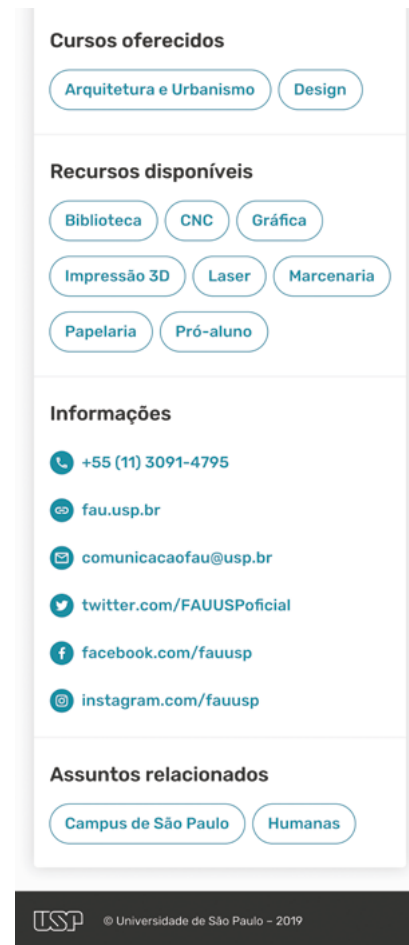 Cursos oferecidos
Arquitetura e Urbanismo Design
Recursos disponíveis
Biblioteca CNC Gráfica
Impressão 3D Laser Marcenaria
Papelaria Pró-aluno
Informações
+55 (11) 3091-4795
fau.usp.br
comunicacaofau@usp.br
twitter.com/FAUUSPoficial
facebook.com/fauusp
instagram.com/fauusp
Assuntos relacionados
Campus de São Paulo Humanas
USP © Universidade de São Paulo – 2019